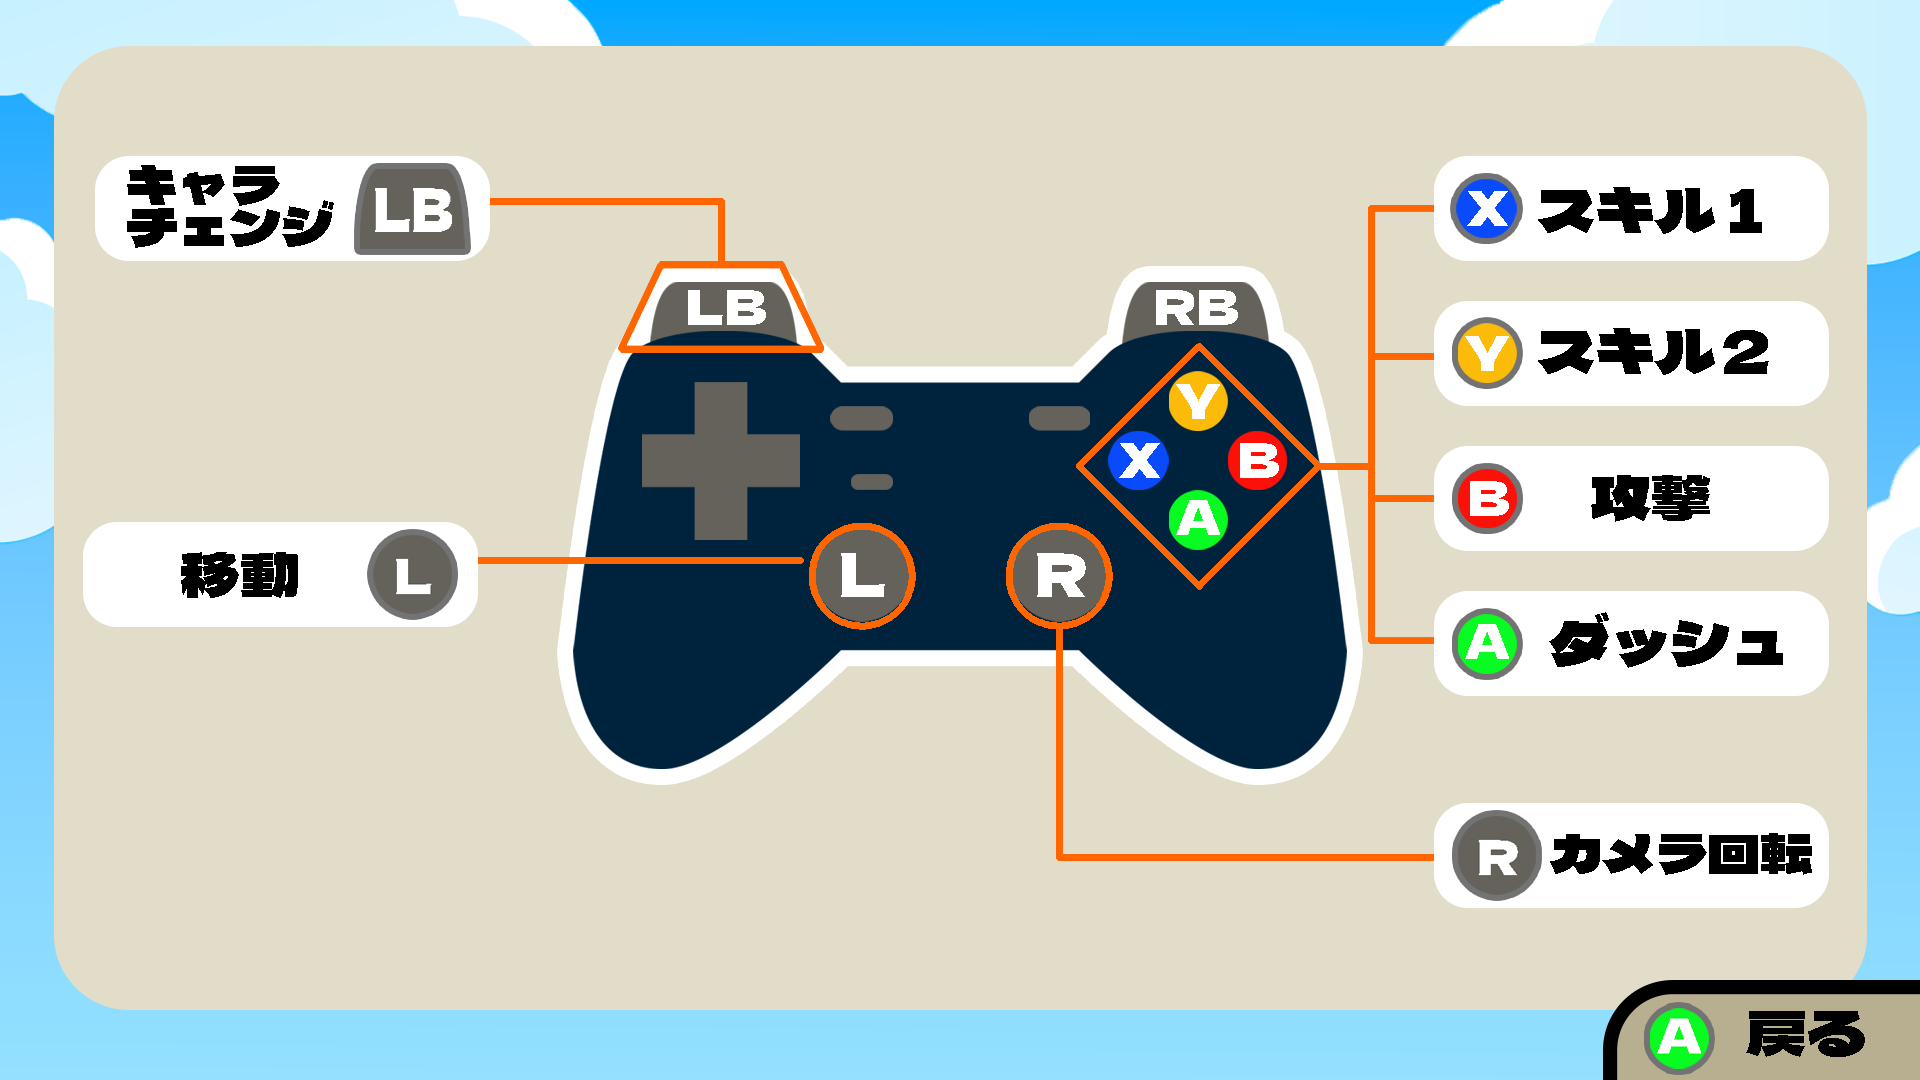 キャラ
チェンジ LB
X スキル1
Y スキル2
B 攻撃
A ダッシュ
移動 L
LB
RB
Y
X B
A
L R
R カメラ回転
A 戻る